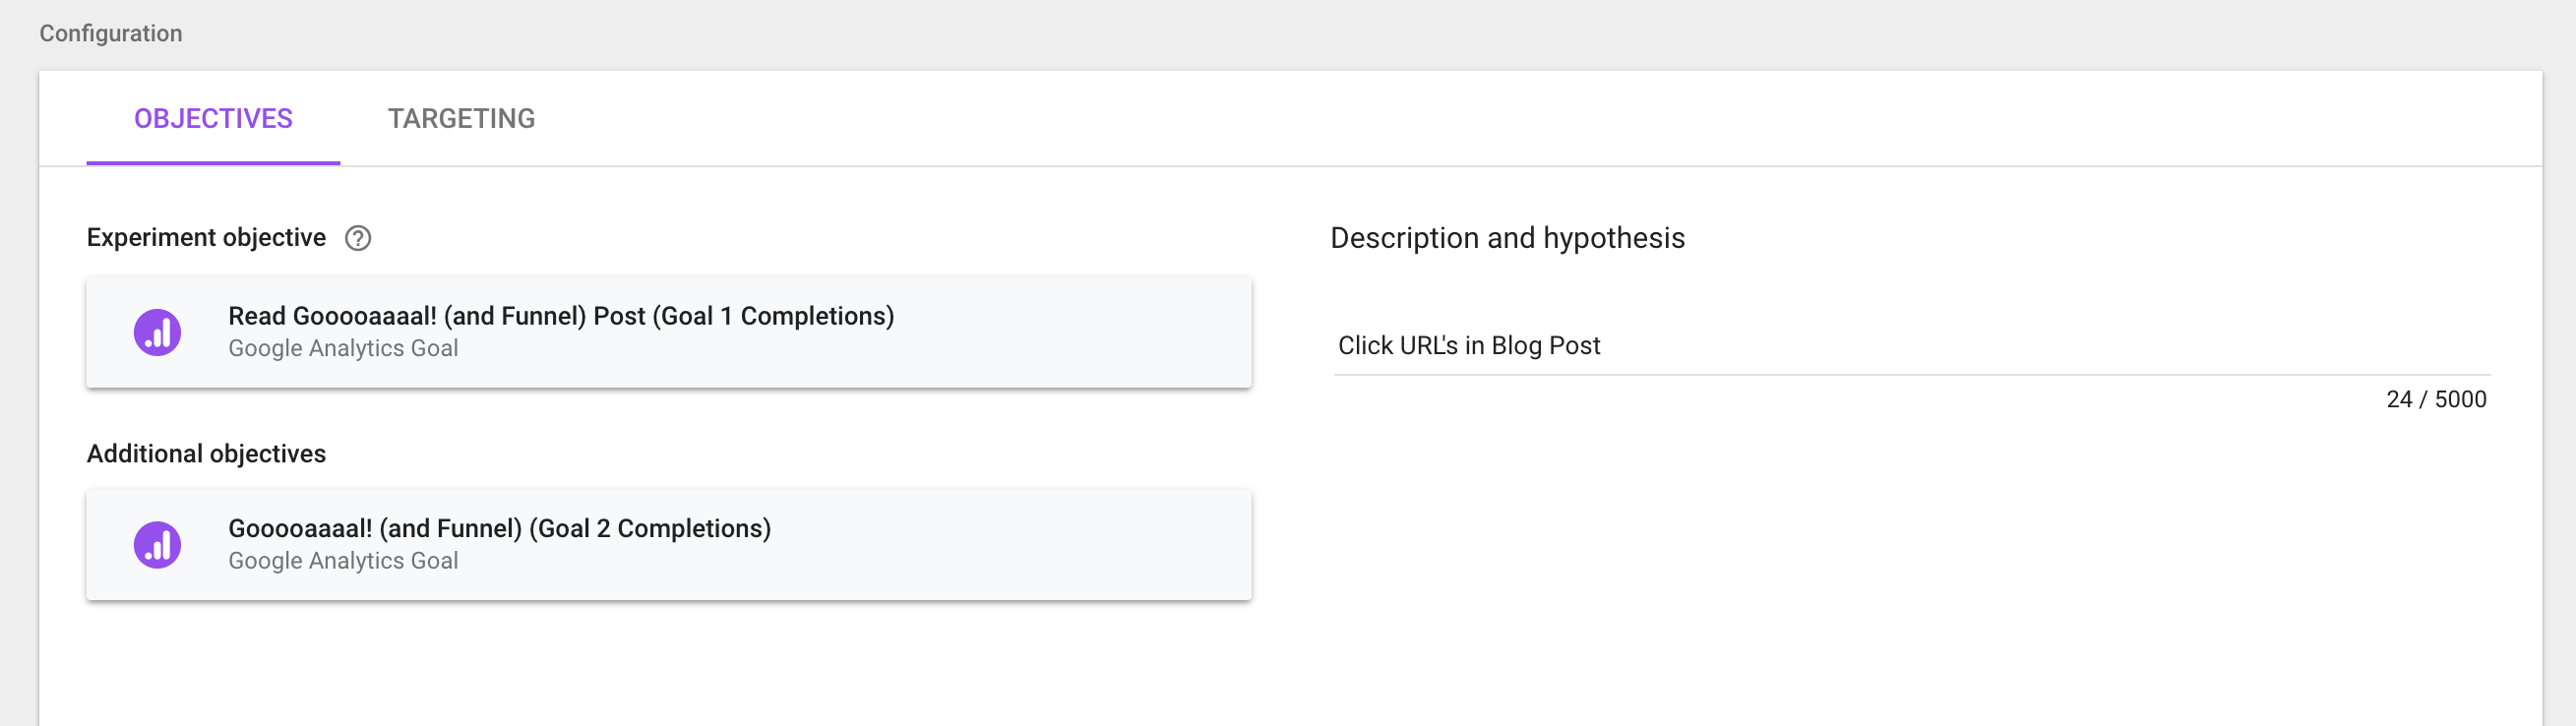 Configuration
OBJECTIVES TARGETING
Experiment objective
Read Gooooaaaal! (and Funnel) Post (Goal 1 Completions)
Google Analytics Goal
Additional objectives
Gooooaaaal! (and Funnel) (Goal 2 Completions)
Google Analytics Goal
Description and hypothesis
Click URL's in Blog Post
24 / 5000